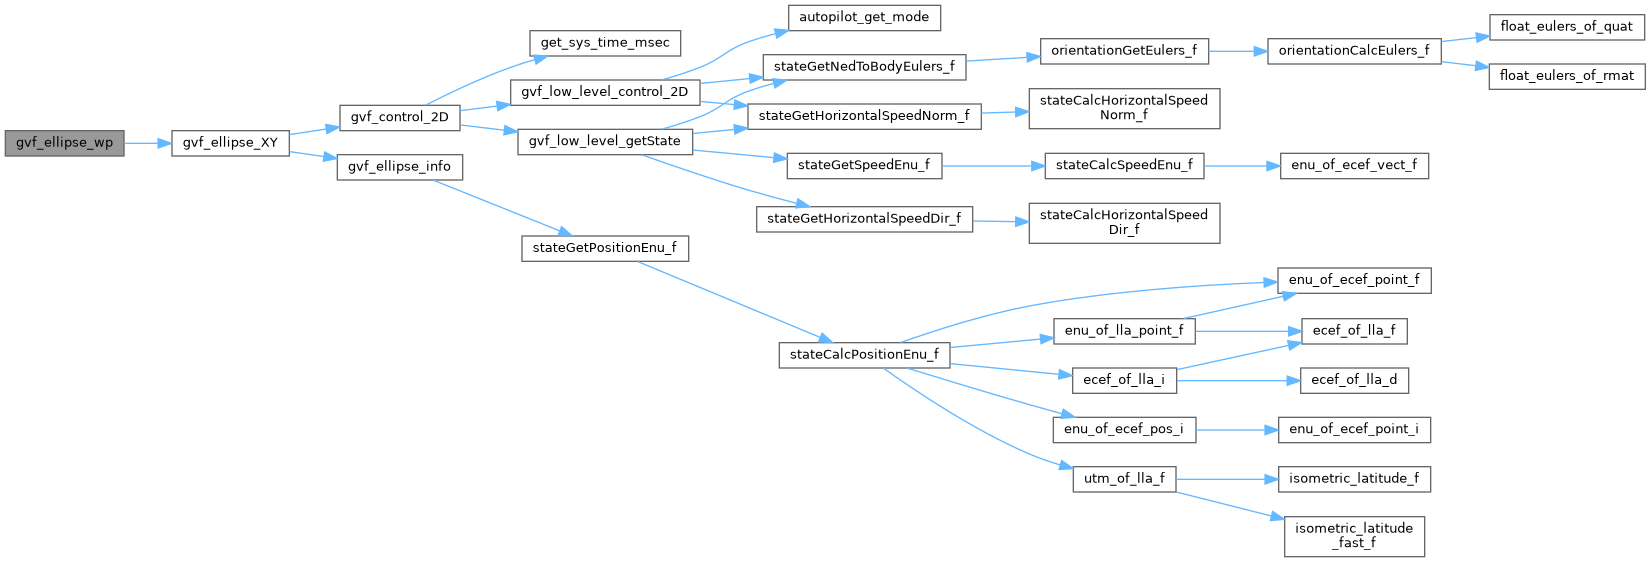 gvf_ellipse_wp
gvf_ellipse_XY
gvf_control_2D
gvf_ellipse_info
get_sys_time_msec
gvf_low_level_control_2D
gvf_low_level_getState
stateGetPositionEnu_f
autopilot_get_mode
stateGetNedToBodyEulers_f
stateGetHorizontalSpeedNorm_f
stateGetSpeedEnu_f
stateGetHorizontalSpeedDir_f
stateCalcPositionEnu_f
orientationGetEulers_f
stateCalcHorizontalSpeed
Norm_f
stateCalcSpeedEnu_f
stateCalcHorizontalSpeed
Dir_f
enu_of_lla_point_f
ecef_of_lla_i
enu_of_ecef_pos_i
utm_of_lla_f
orientationCalcEulers_f
enu_of_ecef_vect_f
enu_of_ecef_point_f
ecef_of_lla_f
ecef_of_lla_d
enu_of_ecef_point_i
isometric_latitude_f
isometric_latitude
_fast_f
float_eulers_of_quat
float_eulers_of_rmat